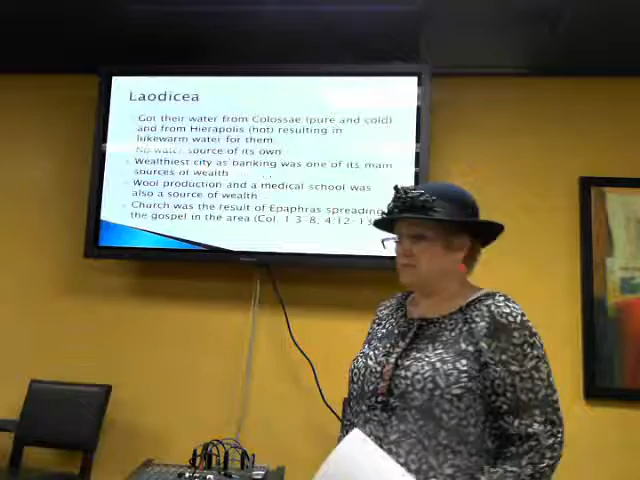 Laodicea
Got their water from Colossae (pure and cold)
and from Hierapolis (hot) resulting in
lukewarm water for them
No water source of its own
Wealthiest city as banking was one of its main
sources of wealth
Wool production and a medical school was
also a source of wealth
Church was the result of Epaphras spreading
the gospel in the area (Col. 1:3-8, 4:12-13